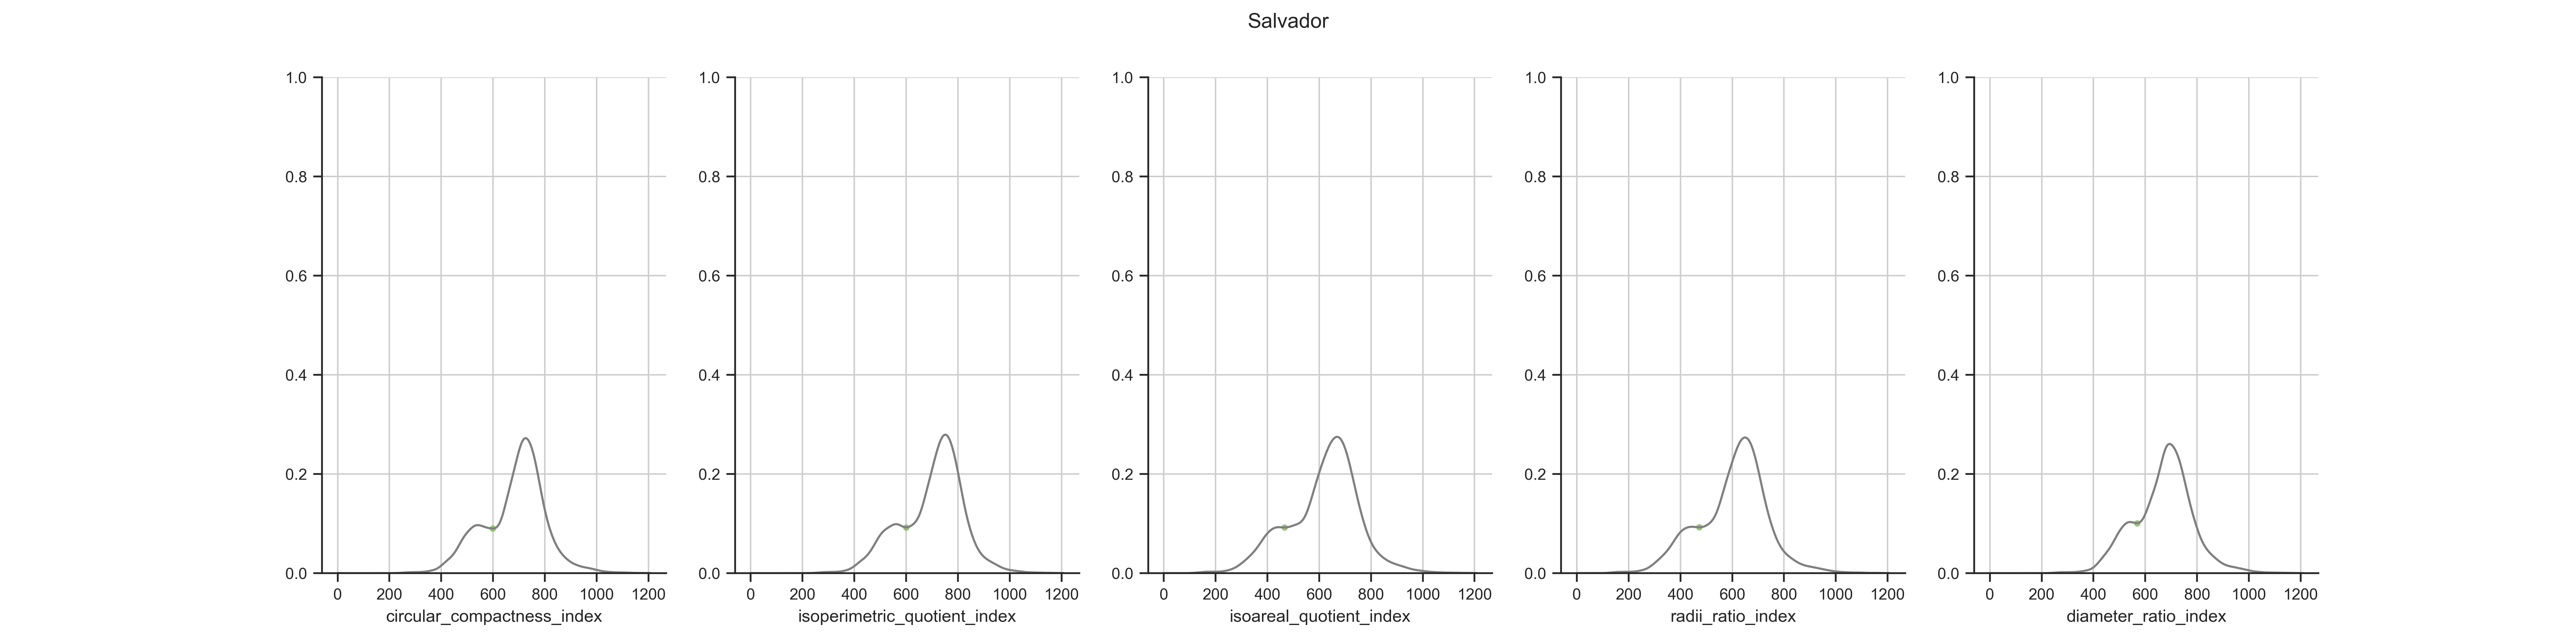 Salvador
1.0 1.0 1.0 1.0 1.0
0.8 0.8 0.8 0.8 0.8
0.6 0.6 0.6 0.6 0.6
0.4 0.4 0.4 0.4 0.4
0.2 0.2 0.2 0.2 0.2
0.0 0.0 0.0 0.0 0.0
0 200 400 600 800 1000 1200 0 200 400 600 800 1000 1200 0 200 400 600 800 1000 1200 0 200 400 600 800 1000 1200 0 200 400 600 800 1000 1200
circular_compactness_index isoperimetric_quotient_index isoareal_quotient_index radii_ratio_index diameter_ratio_index